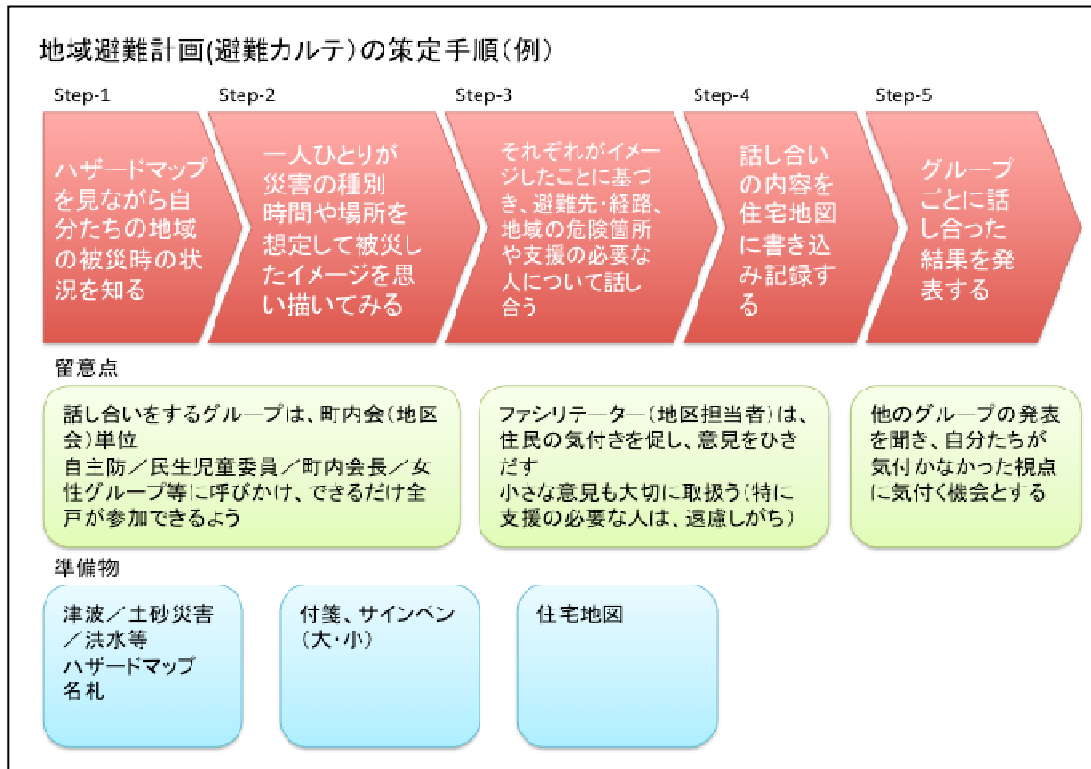 地域避難計画(避難カルテ)の策定手順(例)
Step-1
ハザードマップ
を見ながら自
分たちの地域
の被災時の状
況を知る
Step-2
一人ひとりが
災害の種別
時間や場所を
想定して被災し
たイメージを思
い描いてみる
Step-3
それぞれがイメー
ジしたことに基づ
き、避難先・経路、
地域の危険箇所
や支援の必要な
人について話し
合う
Step-4
話し合い
の内容を
住宅地図
に書き込
み記録す
る
Step-5
グループ
ごとに話
し合った
結果を発
表する
留意点
話し合いをするグループは、町内会(地区
会)単位
自主防/民生児童委員/町内会長/女
性グループ等に呼びかけ、できるだけ全
戸が参加できるよう
ファシリテーター(地区担当者)は、
住民の気付きを促し、意見をひき
だす
小さな意見も大切に取扱う(特に
支援の必要な人は、遠慮しがち)
他のグループの発表
を聞き、自分たちが
気付かなかった視点
に気付く機会とする
準備物
津波/土砂災害
/洪水等
ハザードマップ
名札
付箋、サインペン
(大・小)
住宅地図